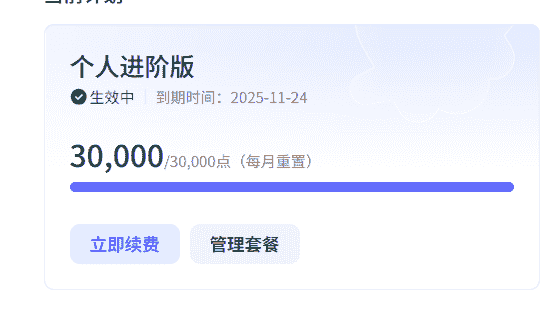 个人进阶版
生效中 到期时间：2025-11-24
30,000/30,000点（每月重置）
立即续费 管理套餐